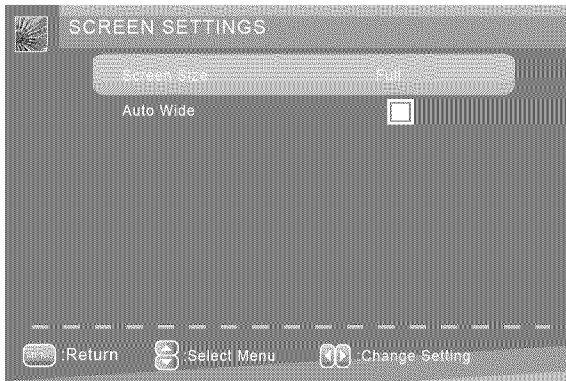 SCREEN SETTINGS
Screen Size Full
Auto Wide
MENU :Return :Select Menu :Change Setting